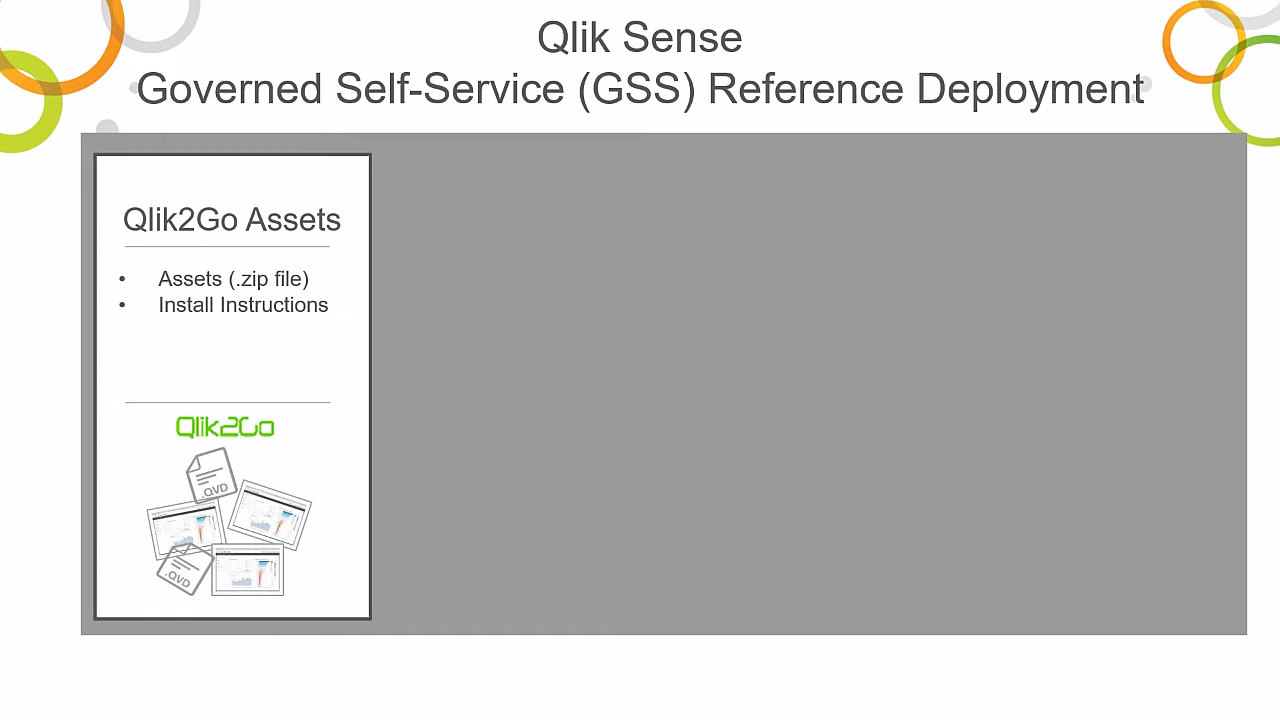 Qlik Sense
Governed Self-Service (GSS) Reference Deployment
Qlik2Go Assets
• Assets (.zip file)
• Install Instructions
Qlik2Go
.QVD
.QVD